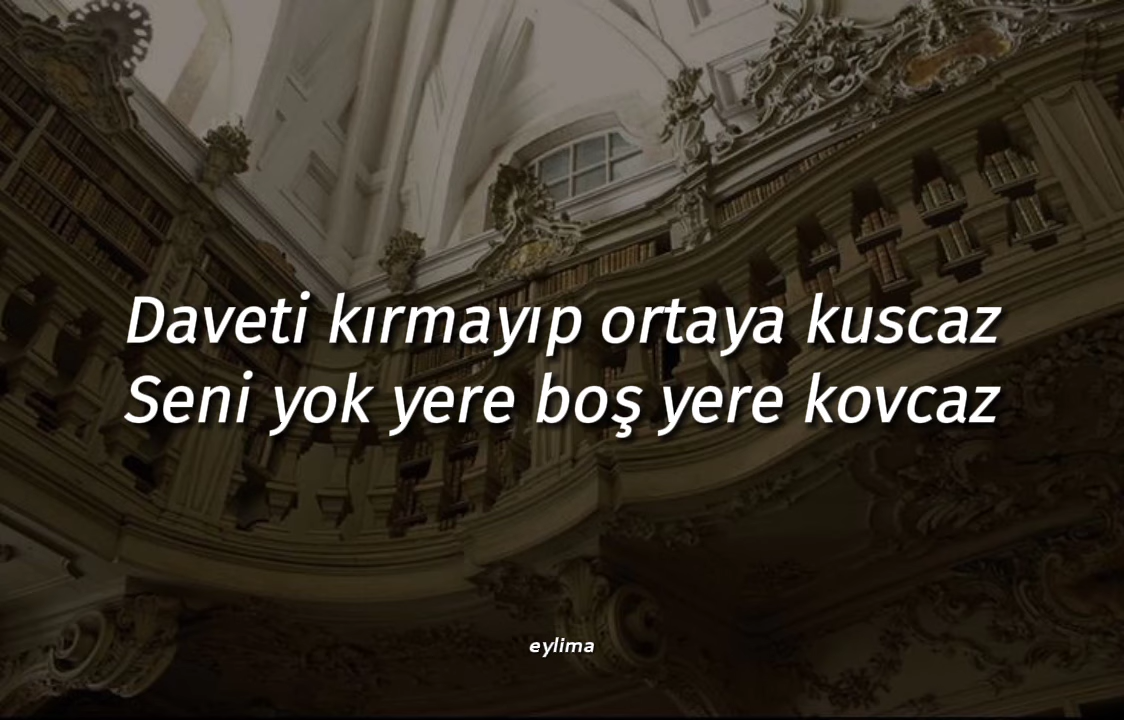 Daveti kırmayıp ortaya kuscaz
Seni yok yere boş yere kovcaz
eylima